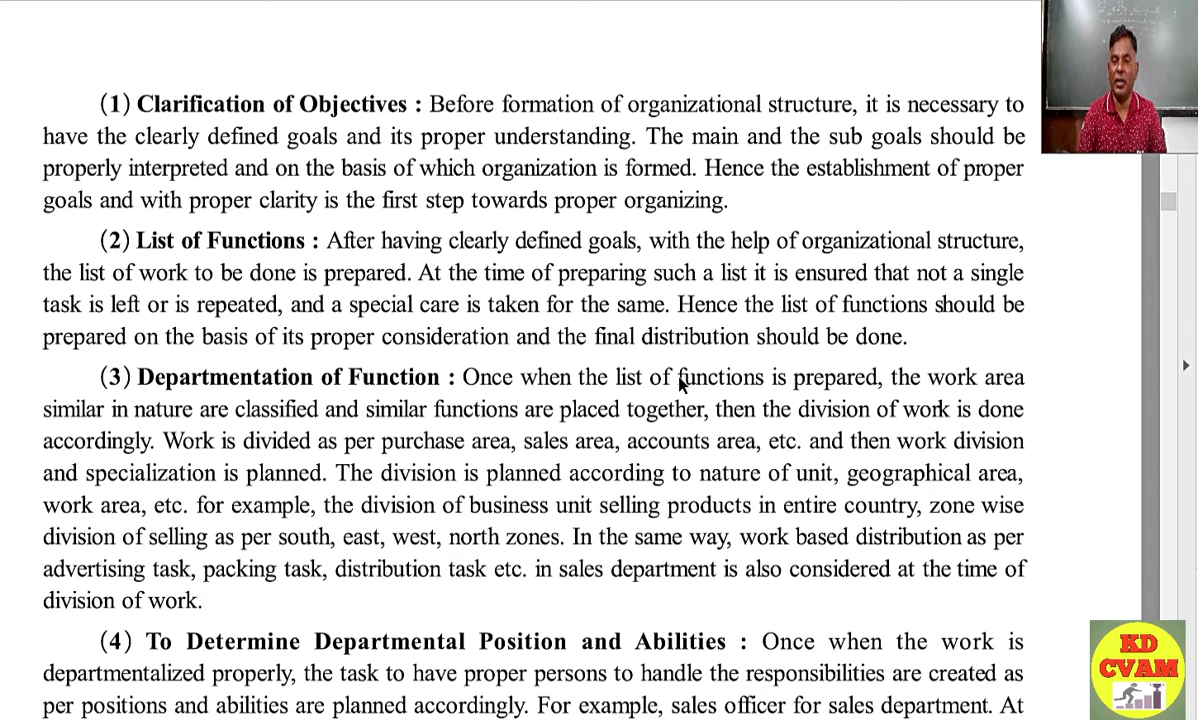 (1) Clarification of Objectives : Before formation of organizational structure, it is necessary to
have the clearly defined goals and its proper understanding. The main and the sub goals should be
properly interpreted and on the basis of which organization is formed. Hence the establishment of proper
goals and with proper clarity is the first step towards proper organizing.
(2) List of Functions : After having clearly defined goals, with the help of organizational structure,
the list of work to be done is prepared. At the time of preparing such a list it is ensured that not a single
task is left or is repeated, and a special care is taken for the same. Hence the list of functions should be
prepared on the basis of its proper consideration and the final distribution should be done.
(3) Departmentation of Function : Once when the list of functions is prepared, the work area
similar in nature are classified and similar functions are placed together, then the division of work is done
accordingly. Work is divided as per purchase area, sales area, accounts area, etc. and then work division
and specialization is planned. The division is planned according to nature of unit, geographical area,
work area, etc. for example, the division of business unit selling products in entire country, zone wise
division of selling as per south, east, west, north zones. In the same way, work based distribution as per
advertising task, packing task, distribution task etc. in sales department is also considered at the time of
division of work.
(4) To Determine Departmental Position and Abilities : Once when the work is
departmentalized properly, the task to have proper persons to handle the responsibilities are created as
per positions and abilities are planned accordingly. For example, sales officer for sales department. At
KD
CVAM